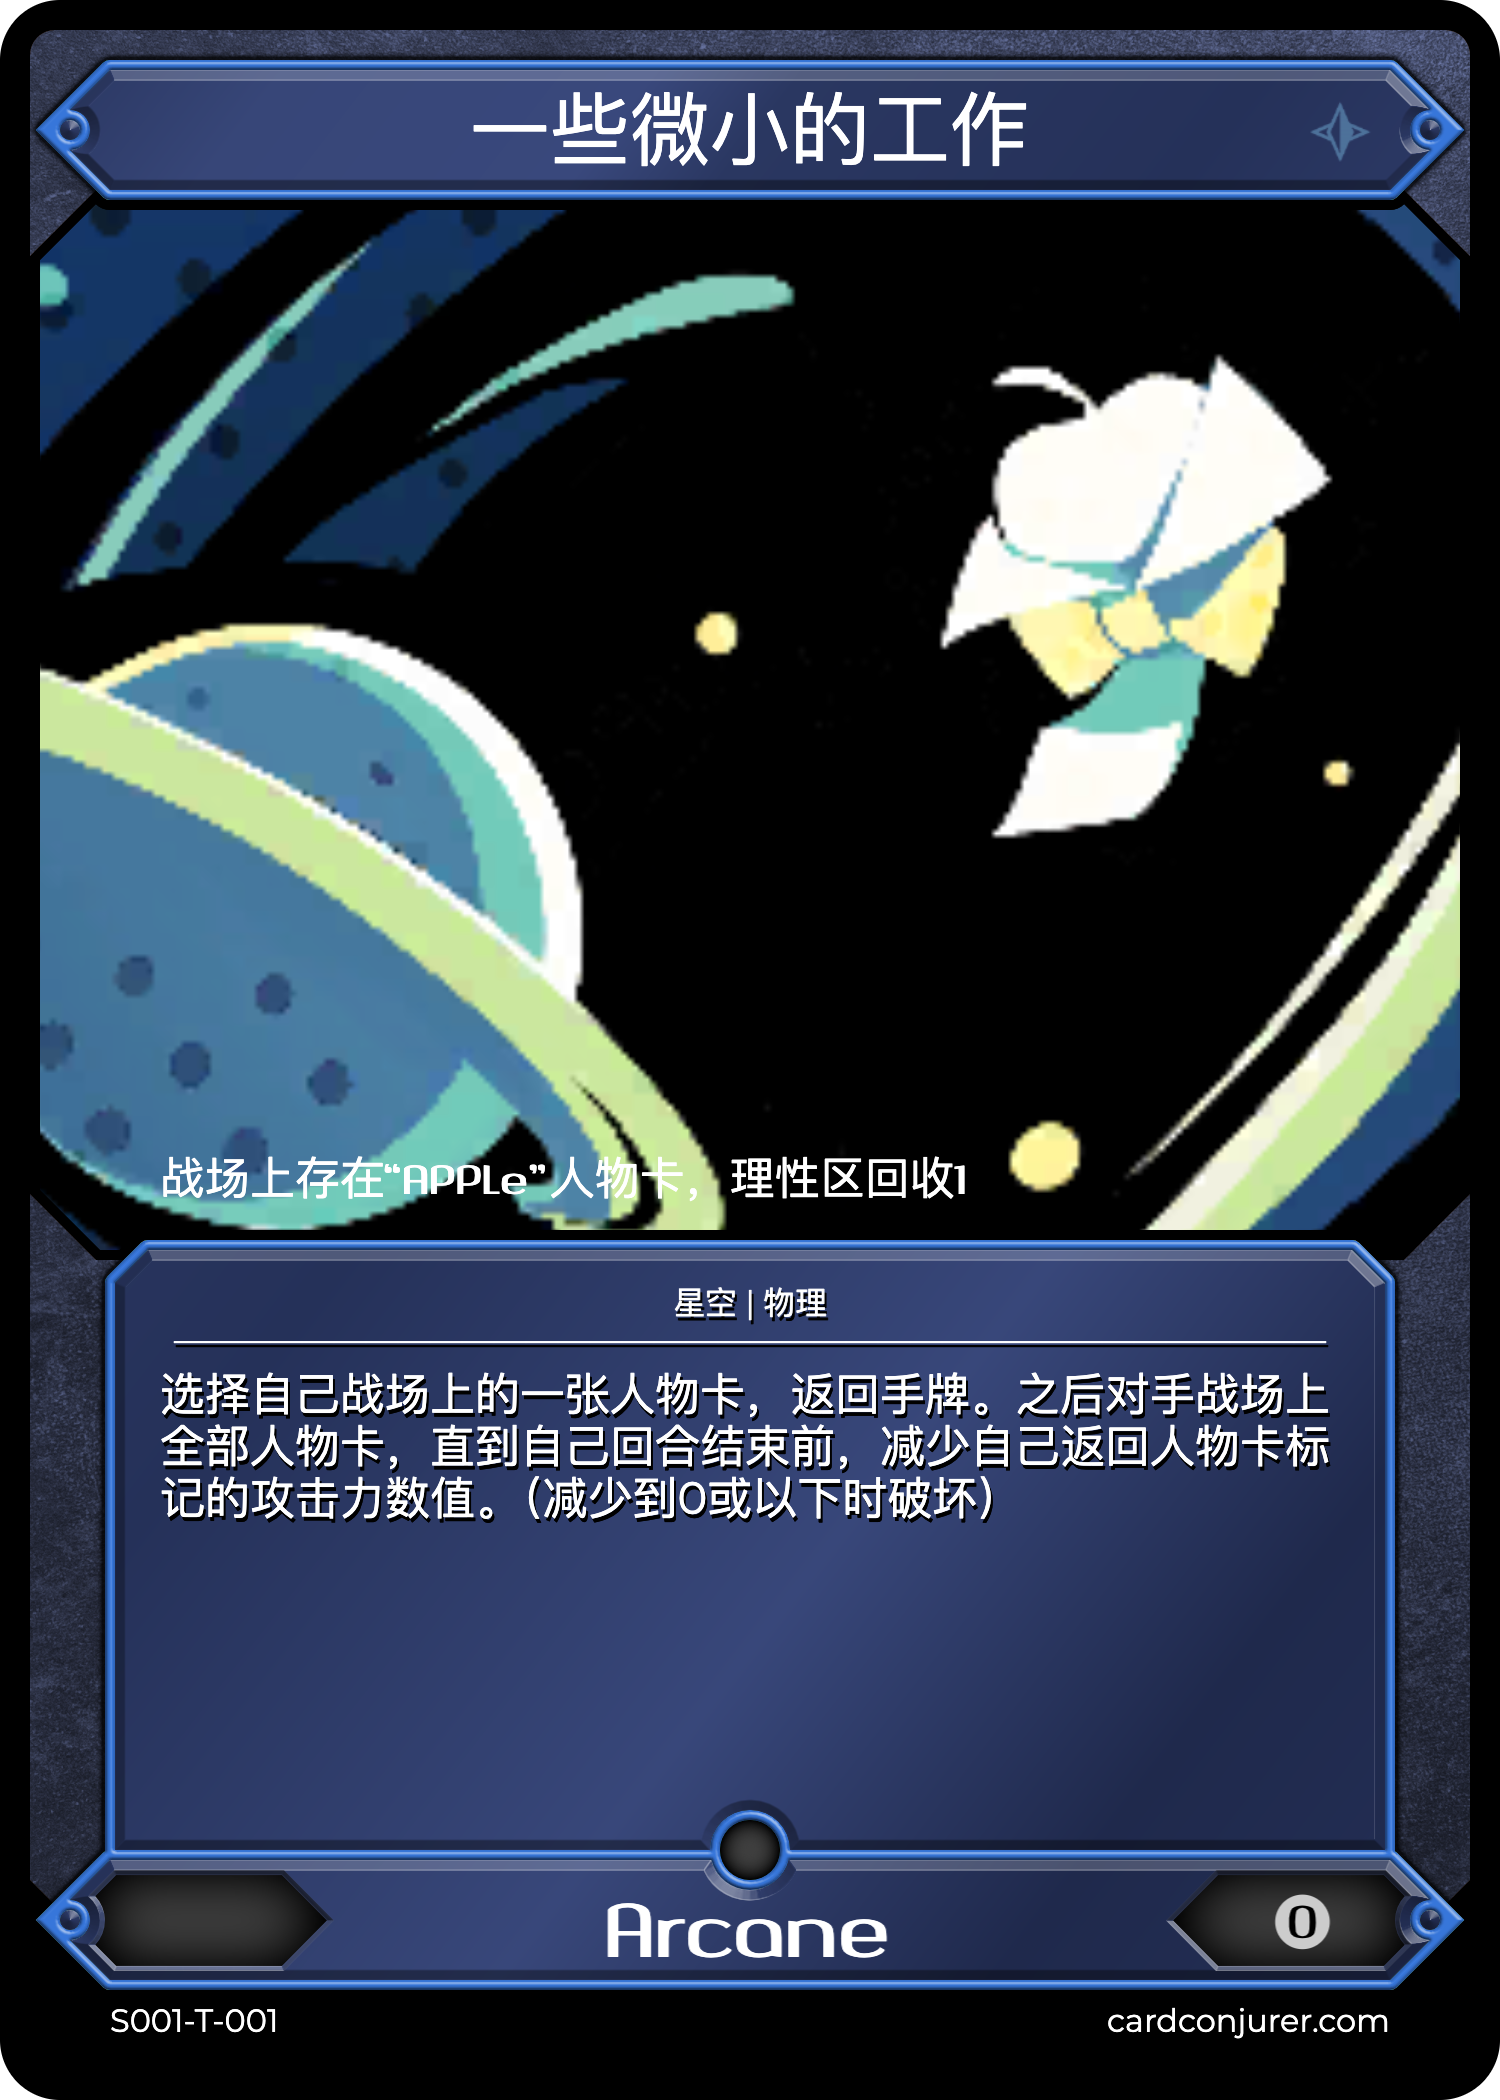 一些微小的工作
战场上存在“APPLe”人物卡，理性区回收1
星空 | 物理
选择自己战场上的一张人物卡，返回手牌。之后对手战场上
全部人物卡，直到自己回合结束前，减少自己返回人物卡标
记的攻击力数值。（减少到0或以下时破坏）
Arcane
0
S001-T-001
cardconjurer.com